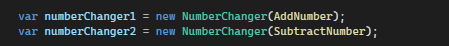 var numberChanger1 = new NumberChanger(AddNumber);
var numberChanger2 = new NumberChanger(SubtractNumber);